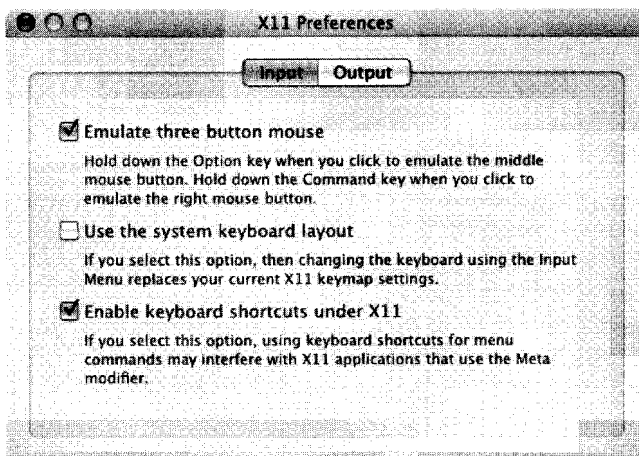 X11 Preferences
Input Output
Emulate three button mouse
Hold down the Option key when you click to emulate the middle
mouse button. Hold down the Command key when you click to
emulate the right mouse button.
Use the system keyboard layout
If you select this option, then changing the keyboard using the Input
Menu replaces your current X11 keymap settings.
Enable keyboard shortcuts under X11
If you select this option, using keyboard shortcuts for menu
commands may interfere with X11 applications that use the Meta
modifier.